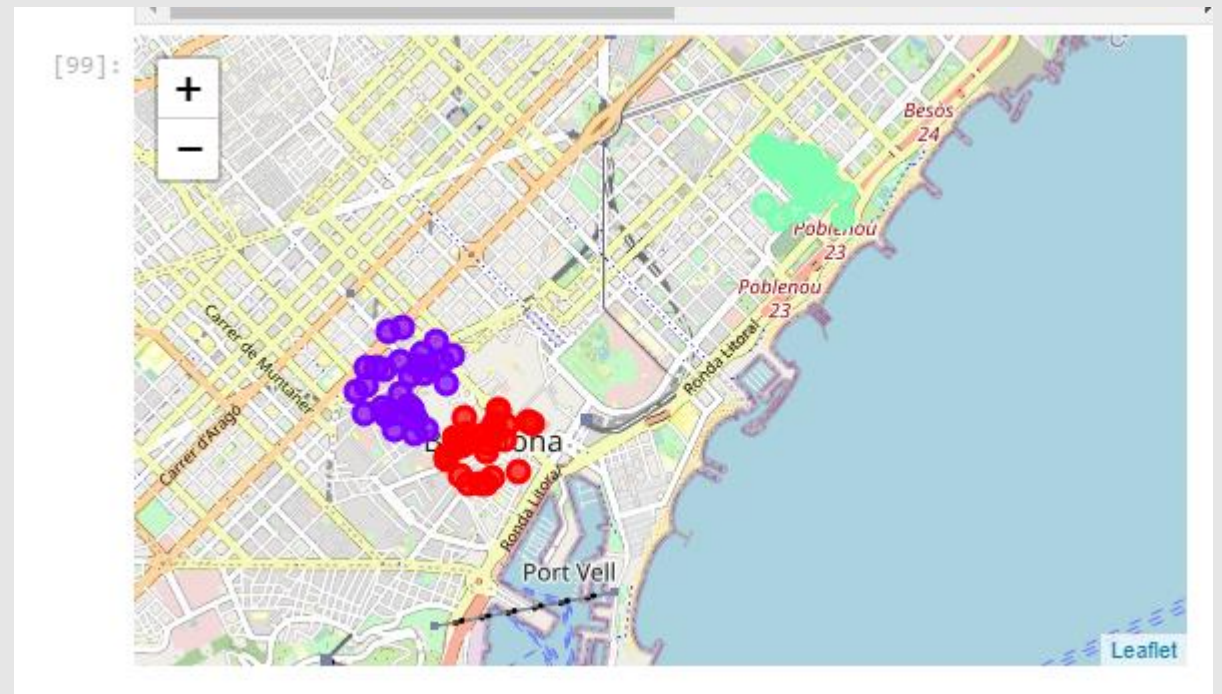 [99]:
+
−
Besòs
24
Poblenou
23
Poblenou
23
Ronda Litoral
Carrer de Muntaner
Carrer d'Aragó
Ronda Litoral
Port Vell
Leaflet